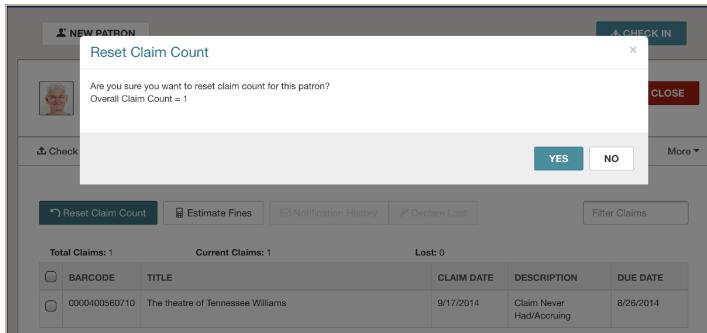 NEW PATRON
CHECK IN
Reset Claim Count
×
Are you sure you want to reset claim count for this patron?
Overall Claim Count = 1
CLOSE
YES
NO
Check
More
Reset Claim Count
Estimate Fines
Notification History
Declare Lost
Filter Claims
Total Claims: 1 Current Claims: 1 Lost: 0
BARCODE TITLE CLAIM DATE DESCRIPTION DUE DATE
0000400560710 The theatre of Tennessee Williams 9/17/2014 Claim Never 8/26/2014
Had/Accruing